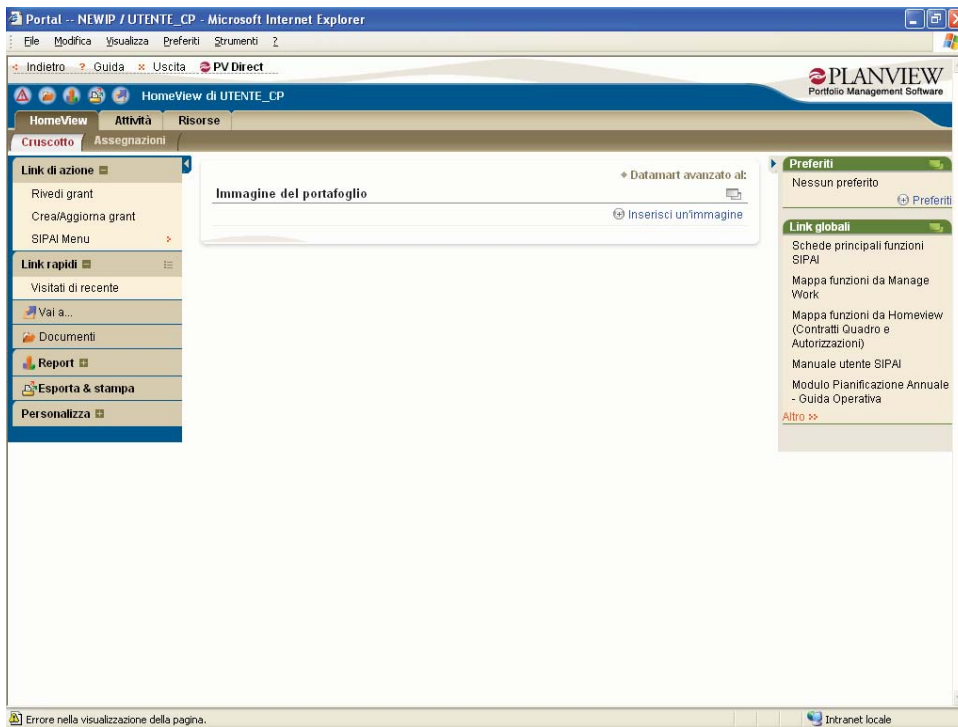 Portal -- NEWIP / UTENTE_CP - Microsoft Internet Explorer
File Modifica Visualizza Preferiti Strumenti ?
Indietro ? Guida Uscita PV Direct
PLANVIEW
Portfolio Management Software
HomeView di UTENTE_CP
HomeView Attività Risorse
Cruscotto Assegnazioni
Link di azione
Rivedi grant
Crea/Aggiorna grant
SIPAI Menu
Link rapidi
Visitati di recente
Vai a...
Documenti
Report
Esporta & stampa
Personalizza
Datamart avanzato al:
Immagine del portafoglio
Inserisci un'immagine
Preferiti
Nessun preferito
Preferiti
Link globali
Schede principali funzioni
SIPAI
Mappa funzioni da Manage
Work
Mappa funzioni da Homeview
(Contratti Quadro e
Autorizzazioni)
Manuale utente SIPAI
Modulo Pianificazione Annuale
- Guida Operativa
Altro >>
Errore nella visualizzazione della pagina.
Intranet locale